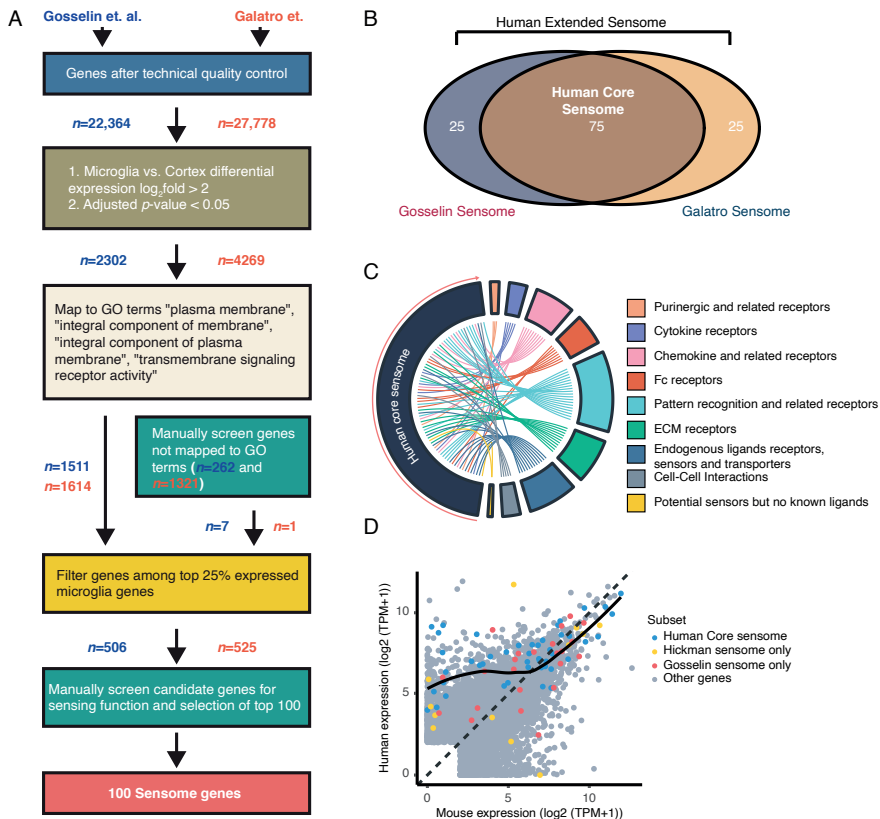 A
Gosselin et. al.
Galatro et.
Genes after technical quality control
n=22,364
n=27,778
1. Microglia vs. Cortex differential
expression log2fold > 2
2. Adjusted p-value < 0.05
n=2302
n=4269
Map to GO terms "plasma membrane",
"integral component of membrane",
"integral component of plasma
membrane", "transmembrane signaling
receptor activity"
Manually screen genes
not mapped to GO
terms (n=262 and
n=1321)
n=1511
n=1614
n=7
n=1
Filter genes among top 25% expressed
microglia genes
n=506
n=525
Manually screen candidate genes for
sensing function and selection of top 100
100 Sensome genes
B
Human Extended Sensome
Human Core
Sensome
25
75
25
Gosselin Sensome
Galatro Sensome
C
Human core sensome
Purinergic and related receptors
Cytokine receptors
Chemokine and related receptors
Fc receptors
Pattern recognition and related receptors
ECM receptors
Endogenous ligands receptors,
sensors and transporters
Cell-Cell Interactions
Potential sensors but no known ligands
D
Human expression (log2 (TPM+1))
10
5
0
0
5
10
Mouse expression (log2 (TPM+1))
Subset
Human Core sensome
Hickman sensome only
Gosselin sensome only
Other genes